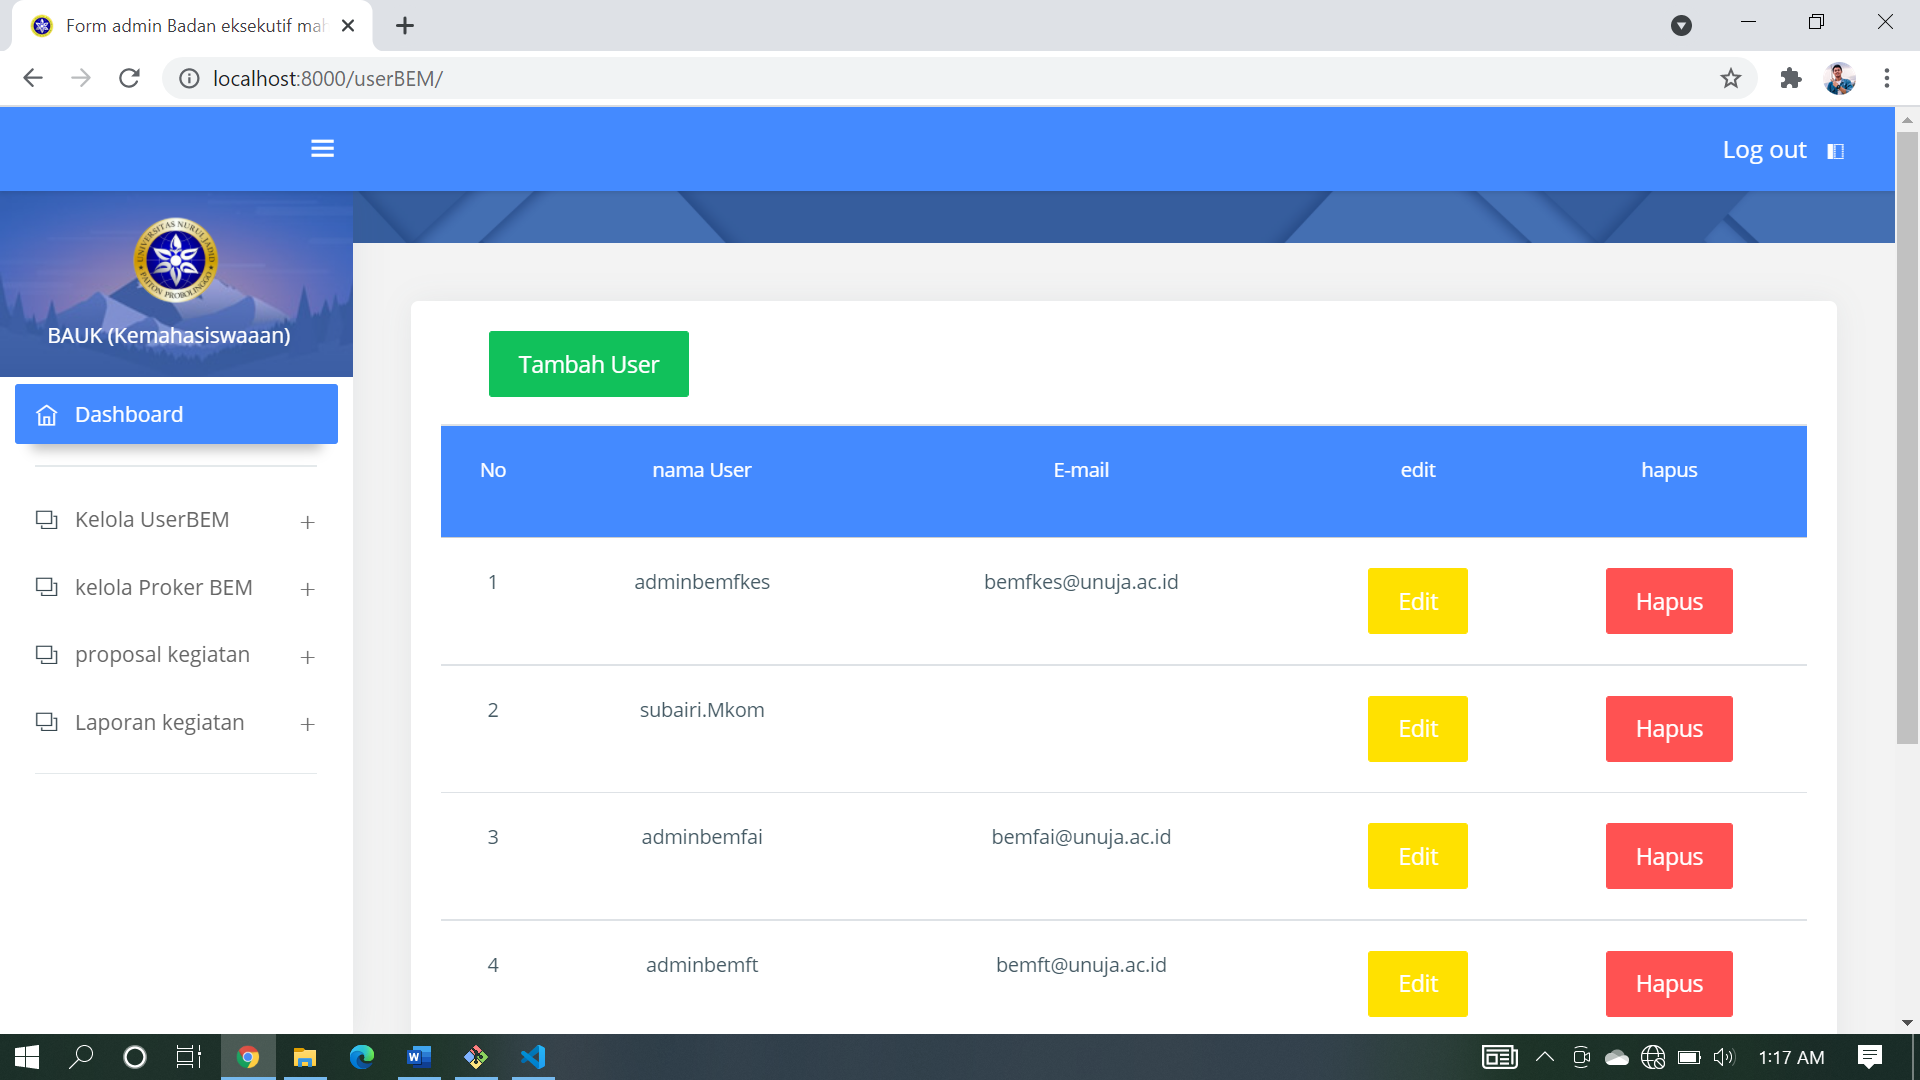 Form admin Badan eksekutif mah
localhost:8000/userBEM/
Log out
UNIVERSITAS NURUL JADID
PAITON PROBOLINGGO
BAUK (Kemahasiswaaan)
Dashboard
Kelola UserBEM
kelola Proker BEM
proposal kegiatan
Laporan kegiatan
Tambah User
No nama User E-mail edit hapus
1 adminbemfkes bemfkes@unuja.ac.id Edit Hapus
2 subairi.Mkom Edit Hapus
3 adminbemfai bemfai@unuja.ac.id Edit Hapus
4 adminbemft bemft@unuja.ac.id Edit Hapus
1:17 AM